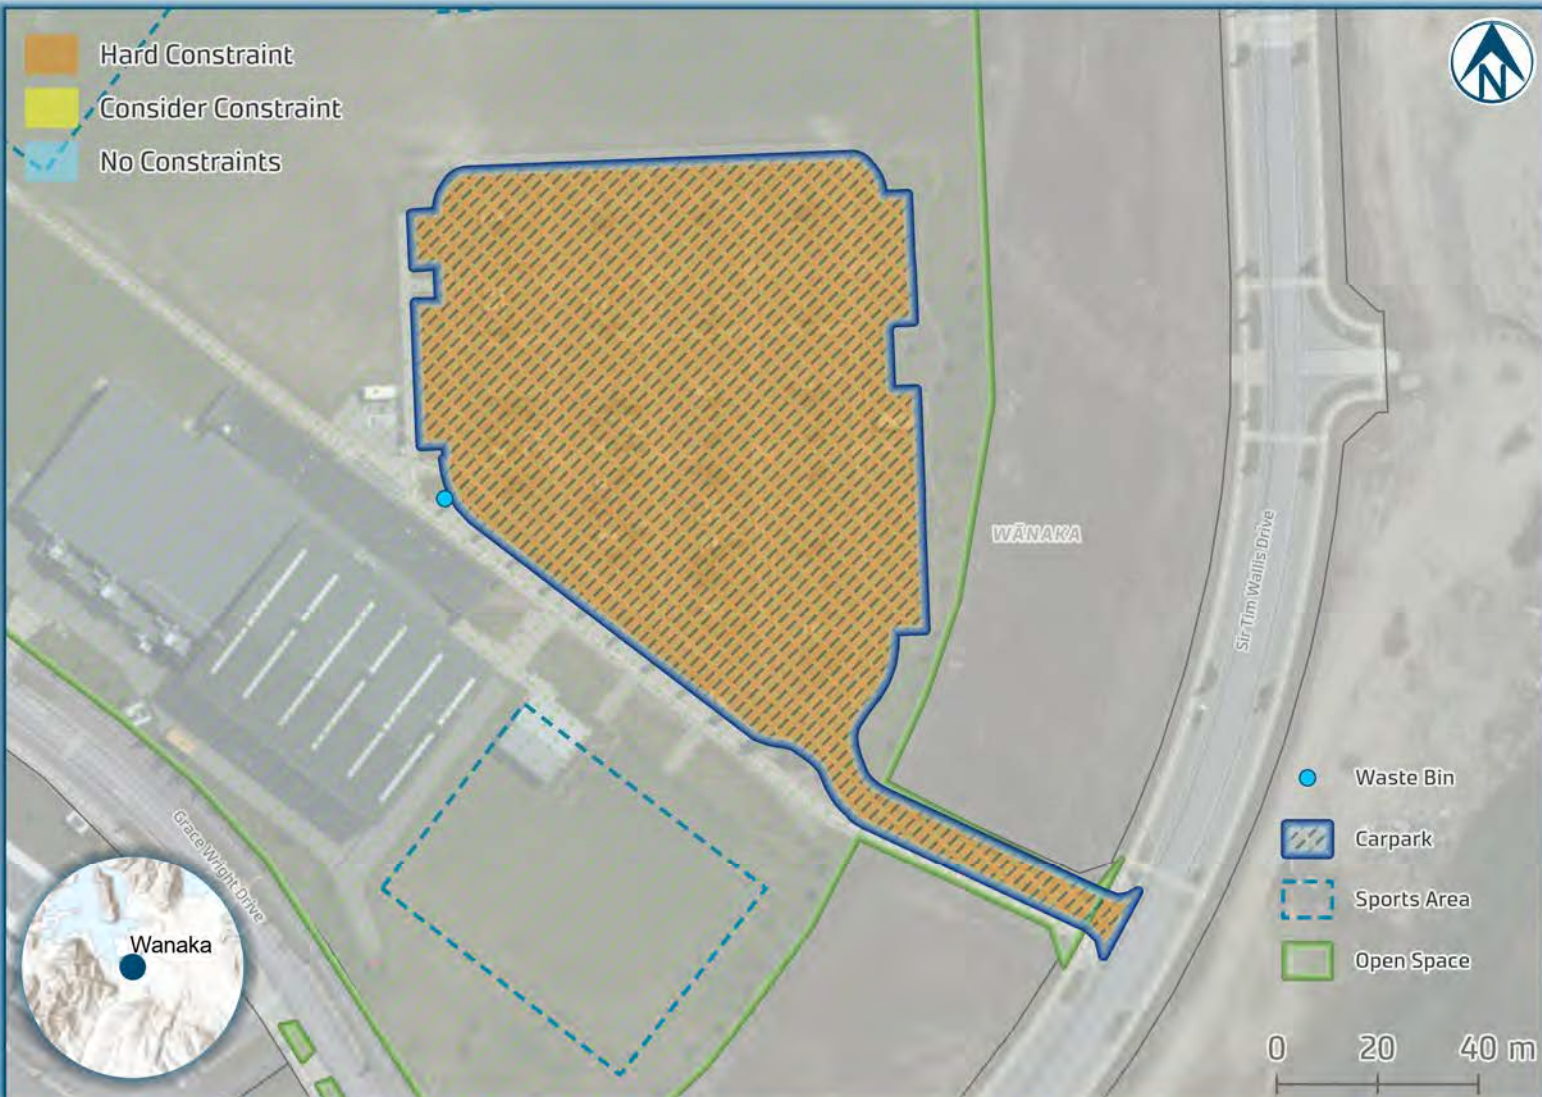 Hard Constraint
Consider Constraint
No Constraints
N
WĀNAKA
Sir Tim Wallis Drive
Grace Wright Drive
Wanaka
Waste Bin
Carpark
Sports Area
Open Space
0 20 40 m